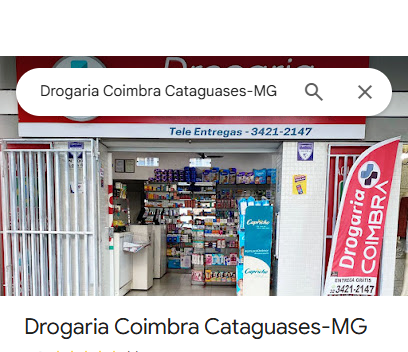 Drogaria
Drogaria Coimbra Cataguases-MG
Tele Entregas - 3421-2147
Capricho
Capricho
Drogaria
COIMBRA
ENTREGA GRÁTIS
3421-2147
Drogaria Coimbra Cataguases-MG